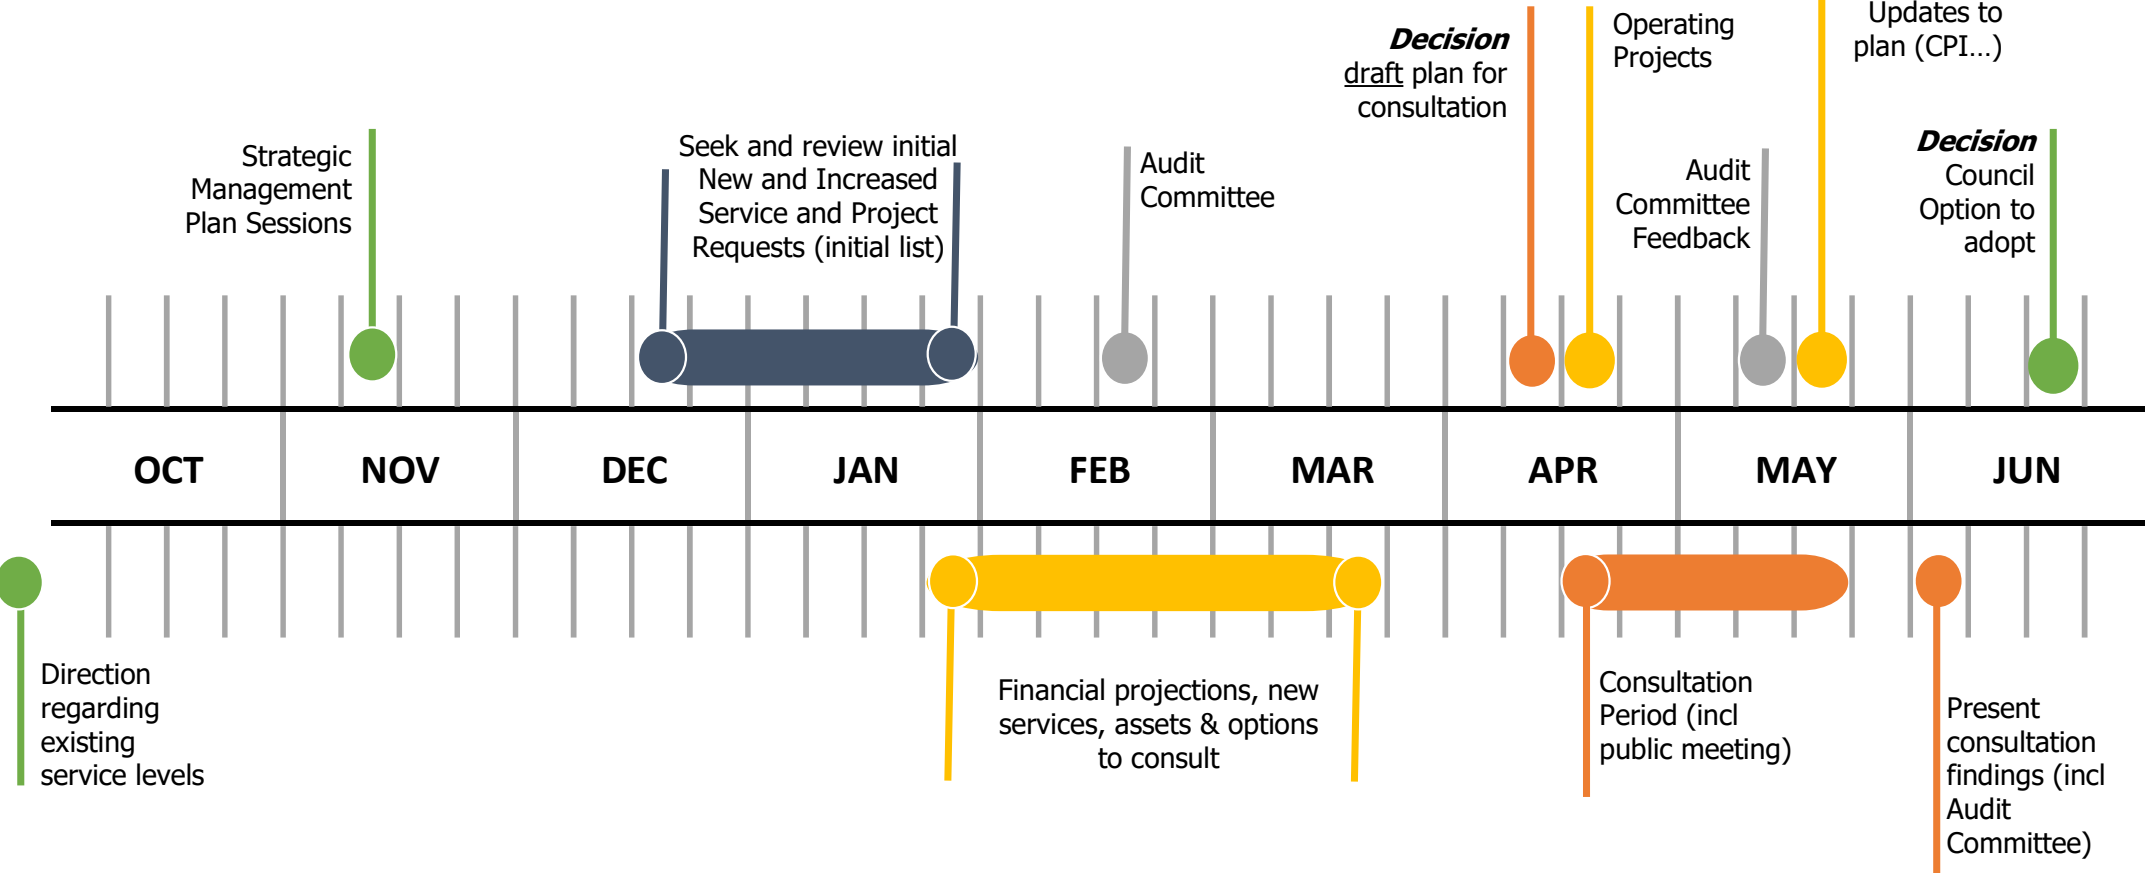 Decision
draft plan for
consultation
Operating
Projects
Updates to
plan (CPI...)
Strategic
Management
Plan Sessions
Seek and review initial
New and Increased
Service and Project
Requests (initial list)
Audit
Committee
Audit
Committee
Feedback
Decision
Council
Option to
adopt
OCT
NOV
DEC
JAN
FEB
MAR
APR
MAY
JUN
Direction
regarding
existing
service levels
Financial projections, new
services, assets & options
to consult
Consultation
Period (incl
public meeting)
Present
consultation
findings (incl
Audit
Committee)